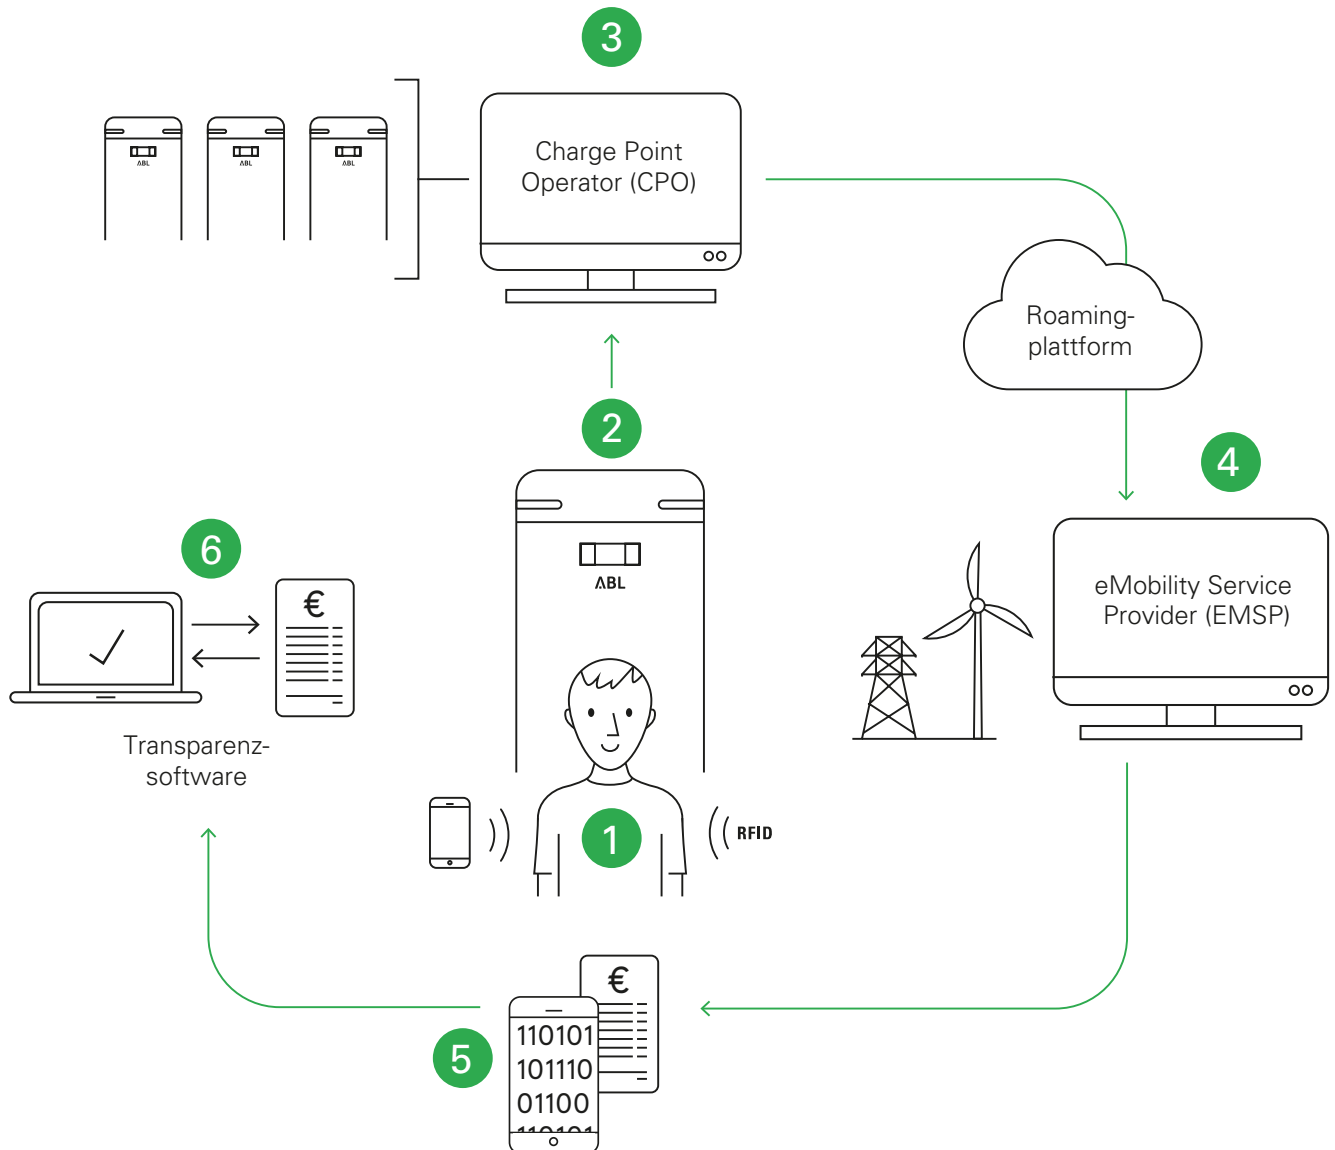 3
Charge Point
Operator (CPO)
ABL
ABL
ABL
Roaming-
plattform
2
4
ABL
eMobility Service
Provider (EMSP)
6
€
Transparenz-
software
1
RFID
€
5
110101
101110
01100
110101